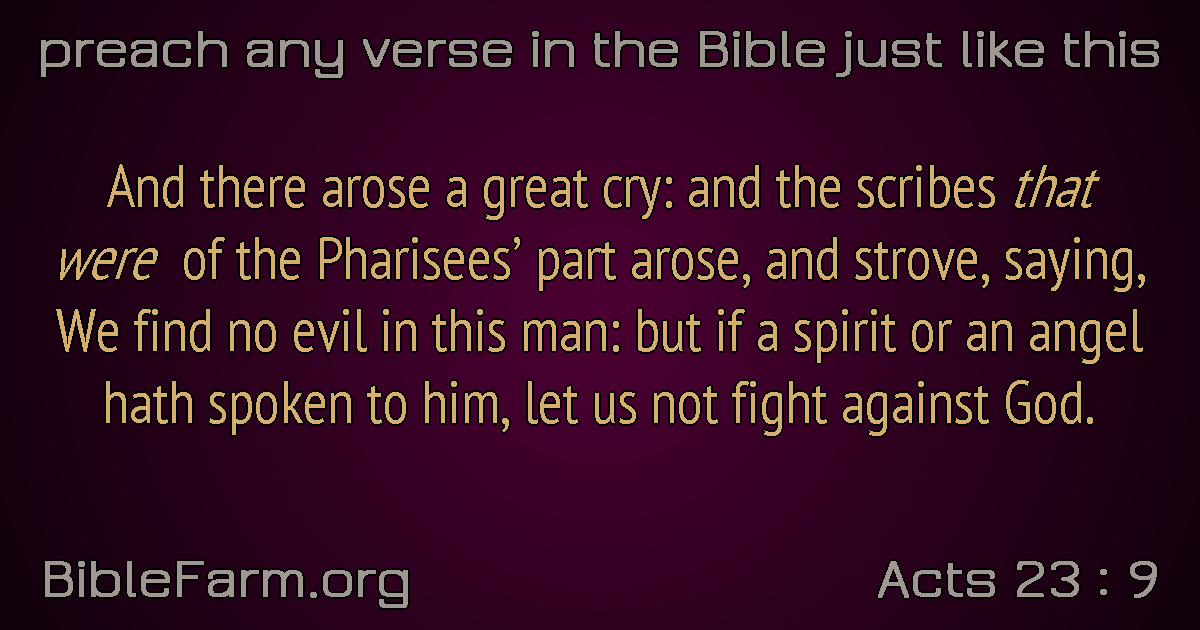 preach any verse in the Bible just like this
And there arose a great cry: and the scribes that
were of the Pharisees’ part arose, and strove, saying,
We find no evil in this man: but if a spirit or an angel
hath spoken to him, let us not fight against God.
BibleFarm.org
Acts 23 : 9